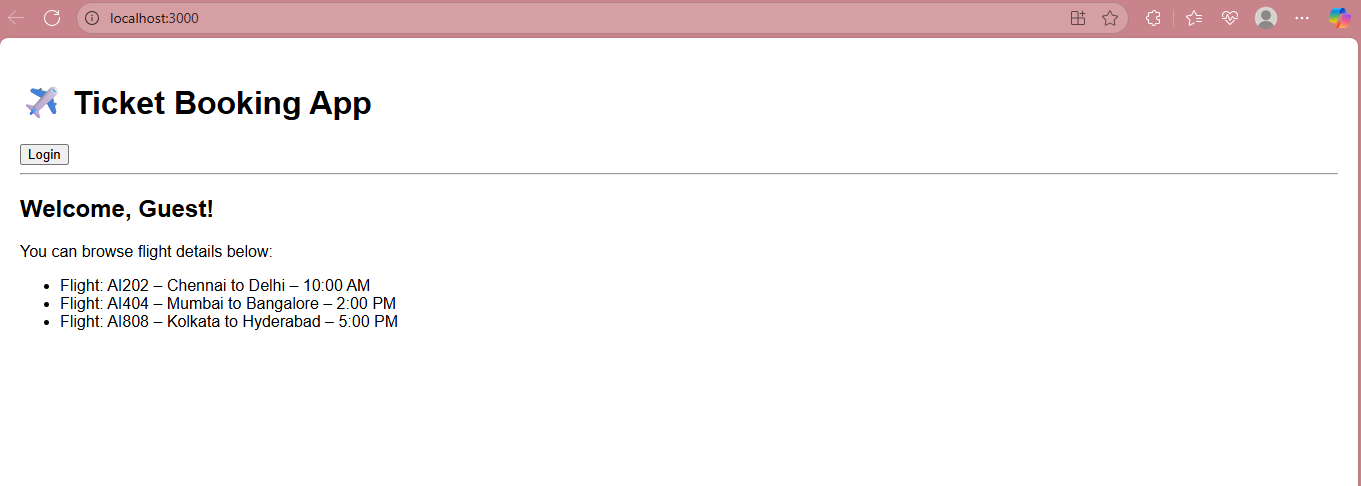 localhost:3000
Ticket Booking App
Login
Welcome, Guest!
You can browse flight details below:
• Flight: AI202 – Chennai to Delhi – 10:00 AM
• Flight: AI404 – Mumbai to Bangalore – 2:00 PM
• Flight: AI808 – Kolkata to Hyderabad – 5:00 PM